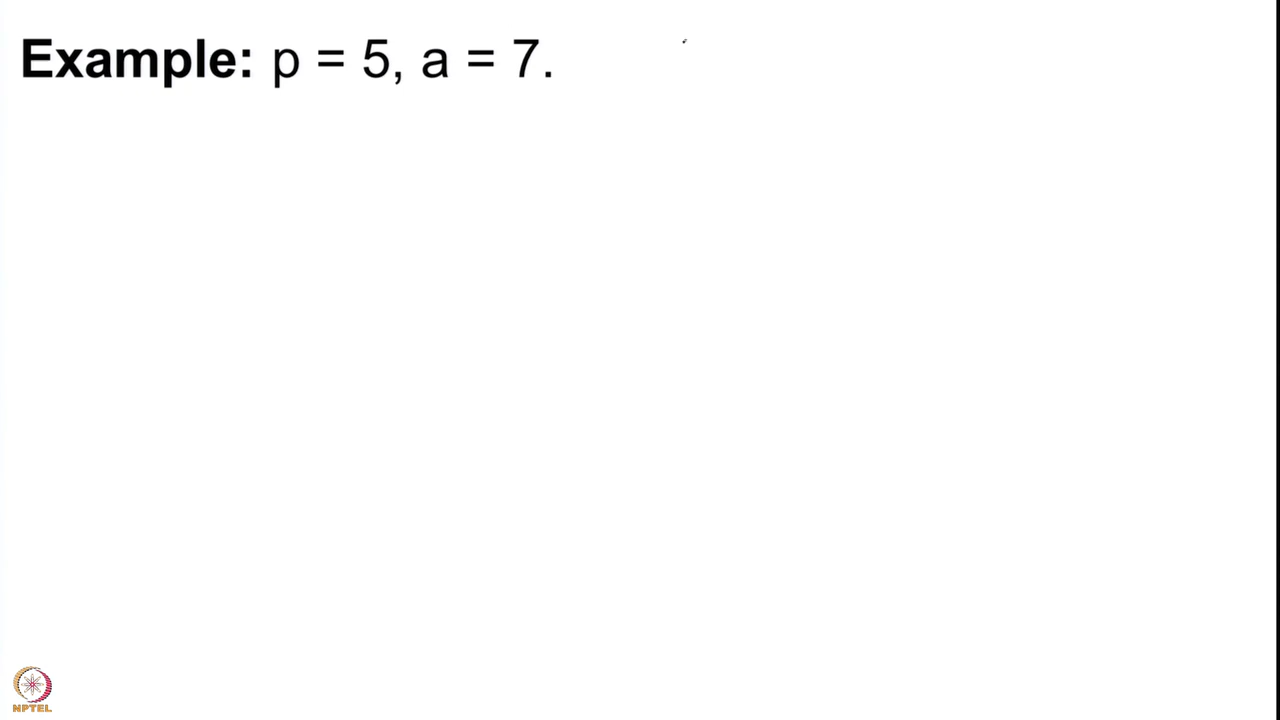 Example: p = 5, a = 7.
NPTEL